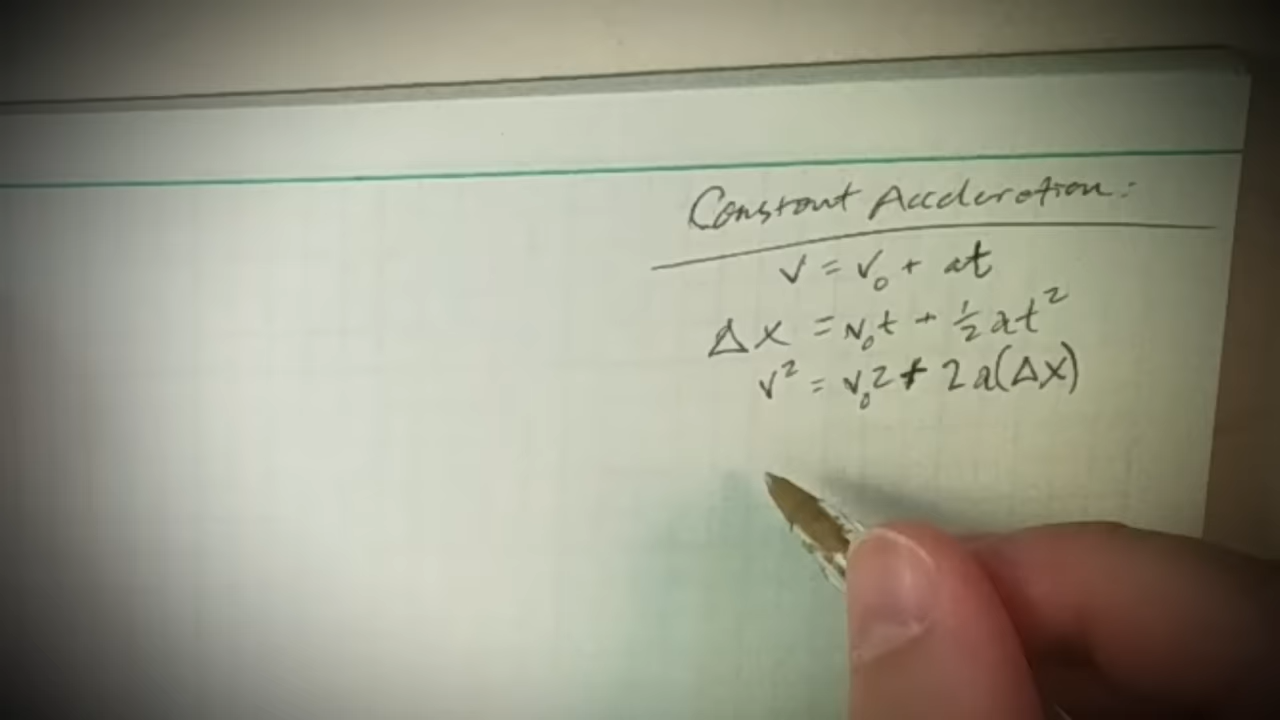 Constant Acceleration:
v = v₀ + at
Δx = v₀t + ½at²
v² = v₀² + 2a(Δx)